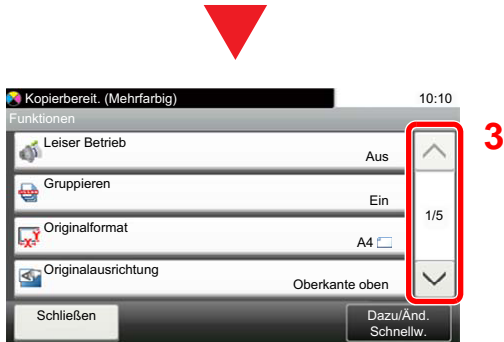 Kopierbereit. (Mehrfarbig) 10:10
Funktionen
3
Leiser Betrieb
Aus
Gruppieren
Ein
1/5
Originalformat
A4
Originalausrichtung
Oberkante oben
Schließen
Dazu/Änd.
Schnellw.